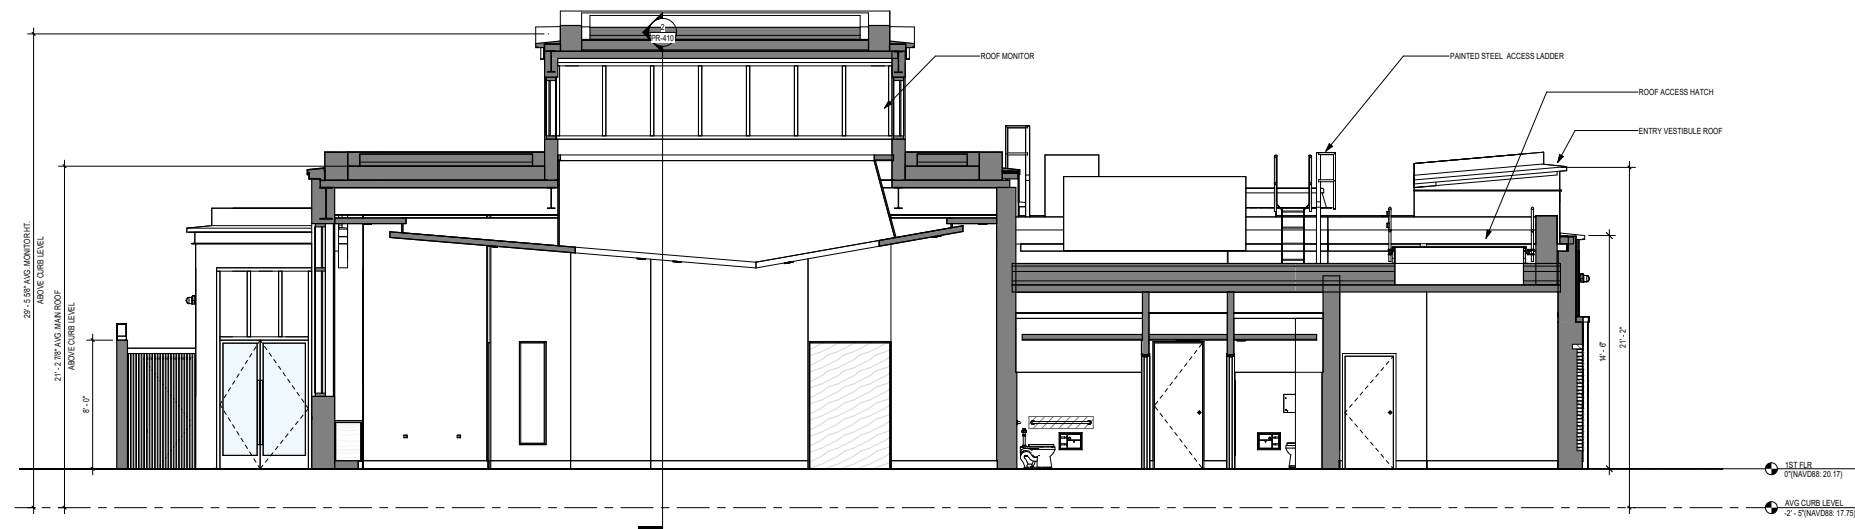 2
PR-410
ROOF MONITOR
PAINTED STEEL ACCESS LADDER
ROOF ACCESS HATCH
ENTRY VESTIBULE ROOF
29' - 5 5/8" AVG. MONITOR HT.
ABOVE CURB LEVEL
21' - 2 7/8" AVG. MAIN ROOF
ABOVE CURB LEVEL
8' - 0"
14' - 6"
21' - 2"
1ST FLR
0"(NAVD88: 20.17)
AVG CURB LEVEL
-2' - 5"(NAVD88: 17.75)